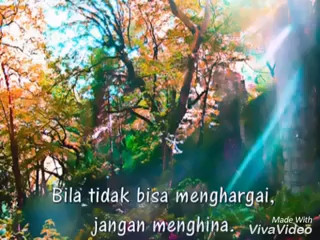 " Bila tidak bisa menghargai,
jangan menghina.
Made With
VivaVideo